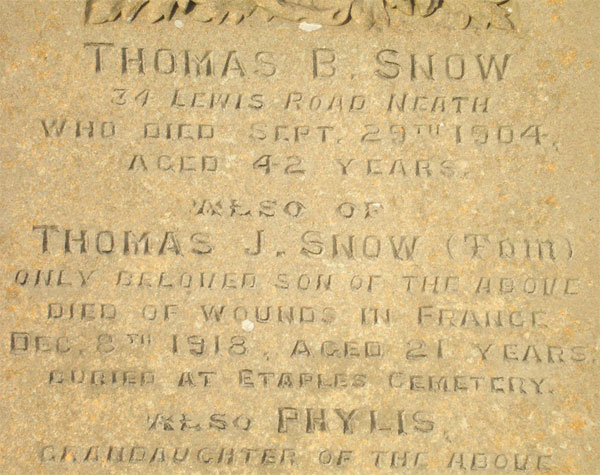 THOMAS B. SNOW
34 LEWIS ROAD NEATH
WHO DIED SEPT. 29TH 1904,
AGED 42 YEARS.
ALSO OF
THOMAS J. SNOW (TOM)
ONLY BELOVED SON OF THE ABOVE
DIED OF WOUNDS IN FRANCE
DEC. 8TH 1918, AGED 21 YEARS.
BURIED AT ETAPLES CEMETERY.
ALSO PHYLIS,
GRANDAUGHTER OF THE ABOVE